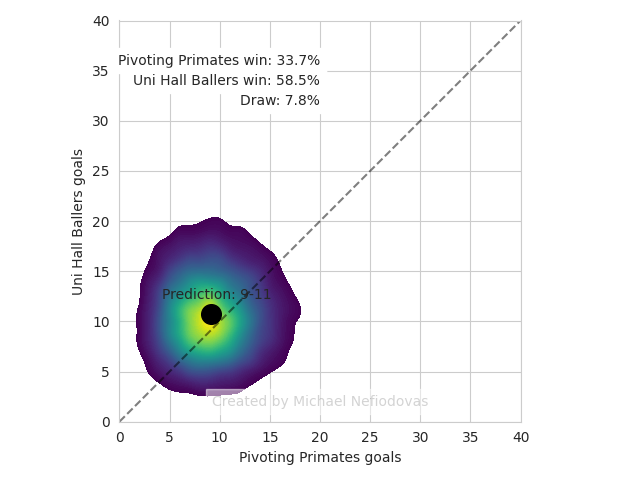 40
35
30
25
20
15
10
5
0
Uni Hall Ballers goals
Pivoting Primates win: 33.7%
Uni Hall Ballers win: 58.5%
Draw: 7.8%
Prediction: 9-11
Created by Michael Nefiodovas
0 5 10 15 20 25 30 35 40
Pivoting Primates goals